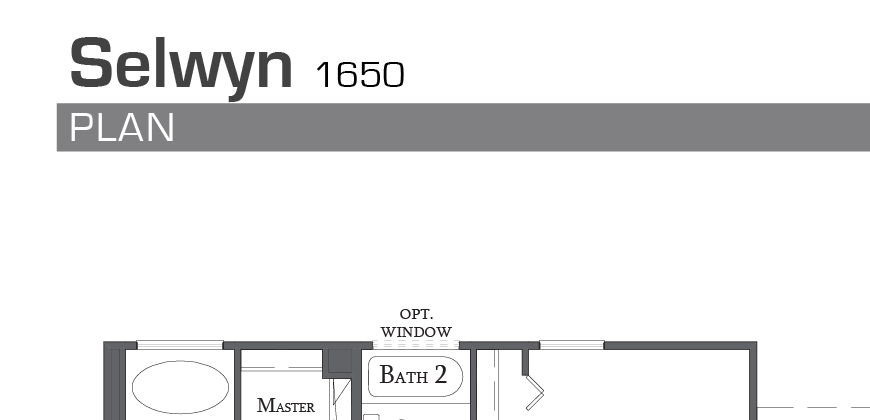 Selwyn 1650
PLAN
OPT.
WINDOW
BATH 2
MASTER